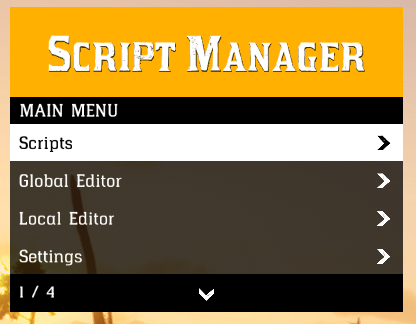 SCRIPT MANAGER
MAIN MENU
Scripts
Global Editor
Local Editor
Settings
1 / 4